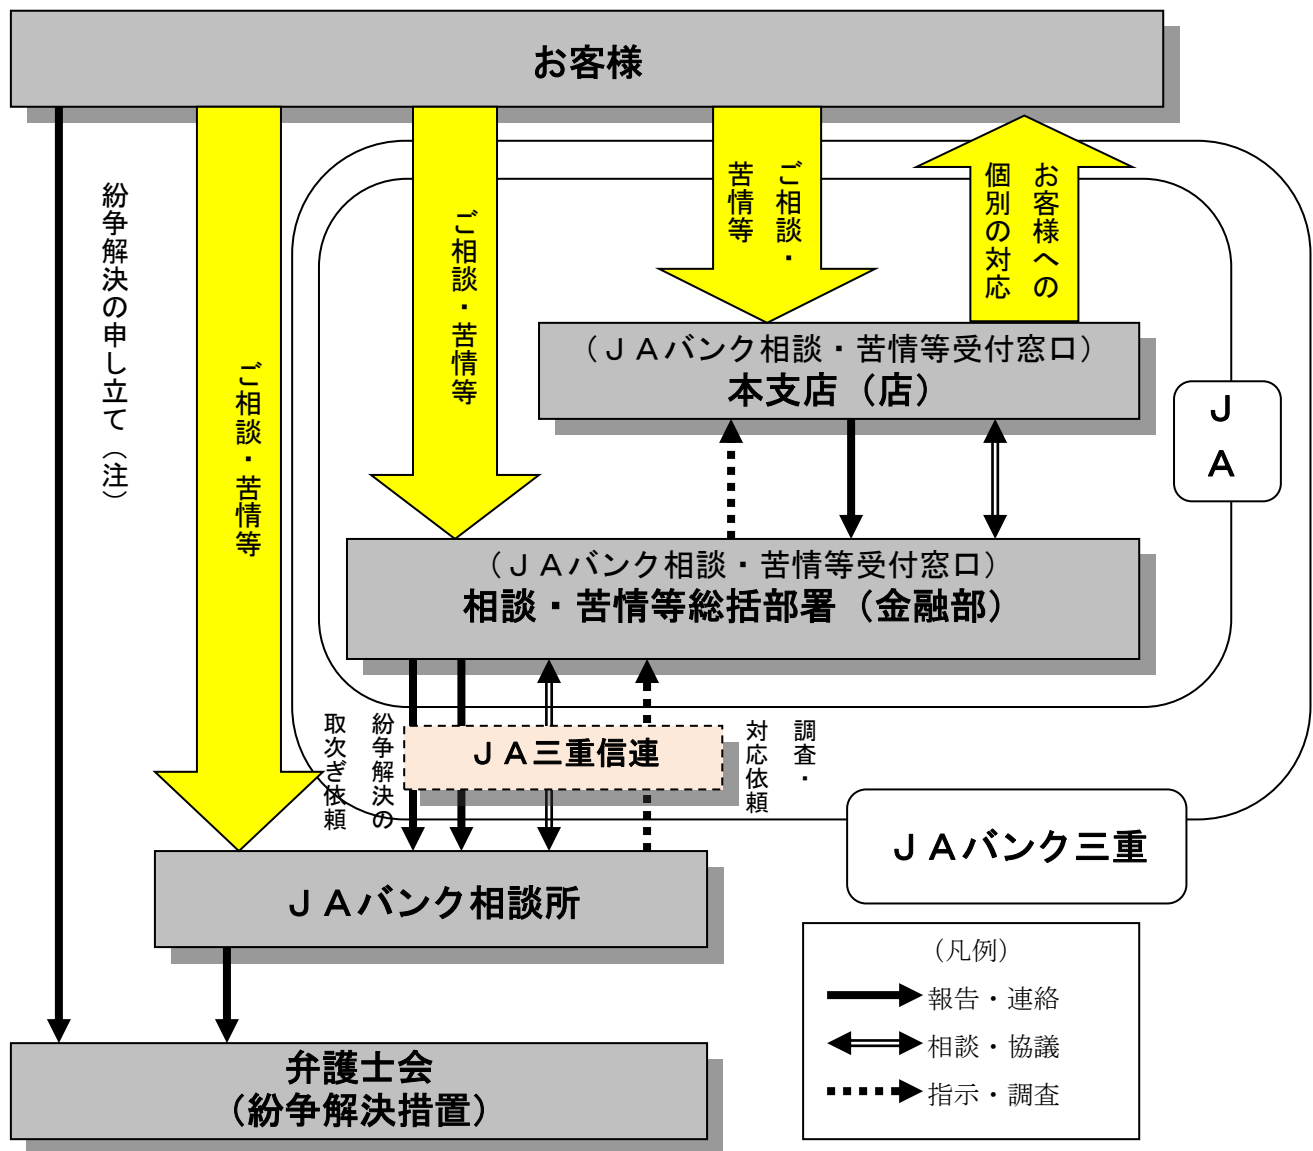 お客様
紛争解決の申し立て（注）
ご相談・苦情等
ご相談・苦情等
ご相談・
苦情等
お客様への
個別の対応
（ＪＡバンク相談・苦情等受付窓口）
本支店（店）
Ｊ
Ａ
（ＪＡバンク相談・苦情等受付窓口）
相談・苦情等総括部署（金融部）
紛争解決の
取次ぎ依頼
ＪＡ三重信連
調査・
対応依頼
ＪＡバンク三重
ＪＡバンク相談所
（凡例）
報告・連絡
相談・協議
指示・調査
弁護士会
（紛争解決措置）